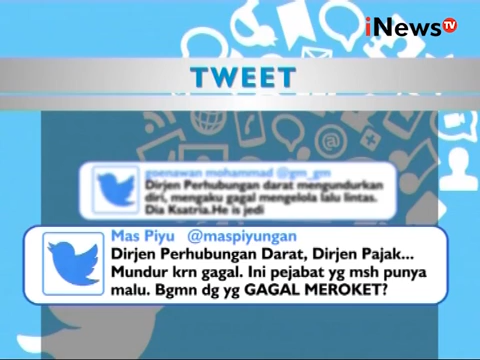 iNews TV
TWEET
goenawan mohammad @gm_gm
Dirjen Perhubungan darat mengundurkan
diri, mengaku gagal mengelola lalu lintas.
Dia Ksatria.He is jedi
Mas Piyu @maspiyungan
Dirjen Perhubungan Darat, Dirjen Pajak...
Mundur krn gagal. Ini pejabat yg msh punya
malu. Bgmn dg yg GAGAL MEROKET?